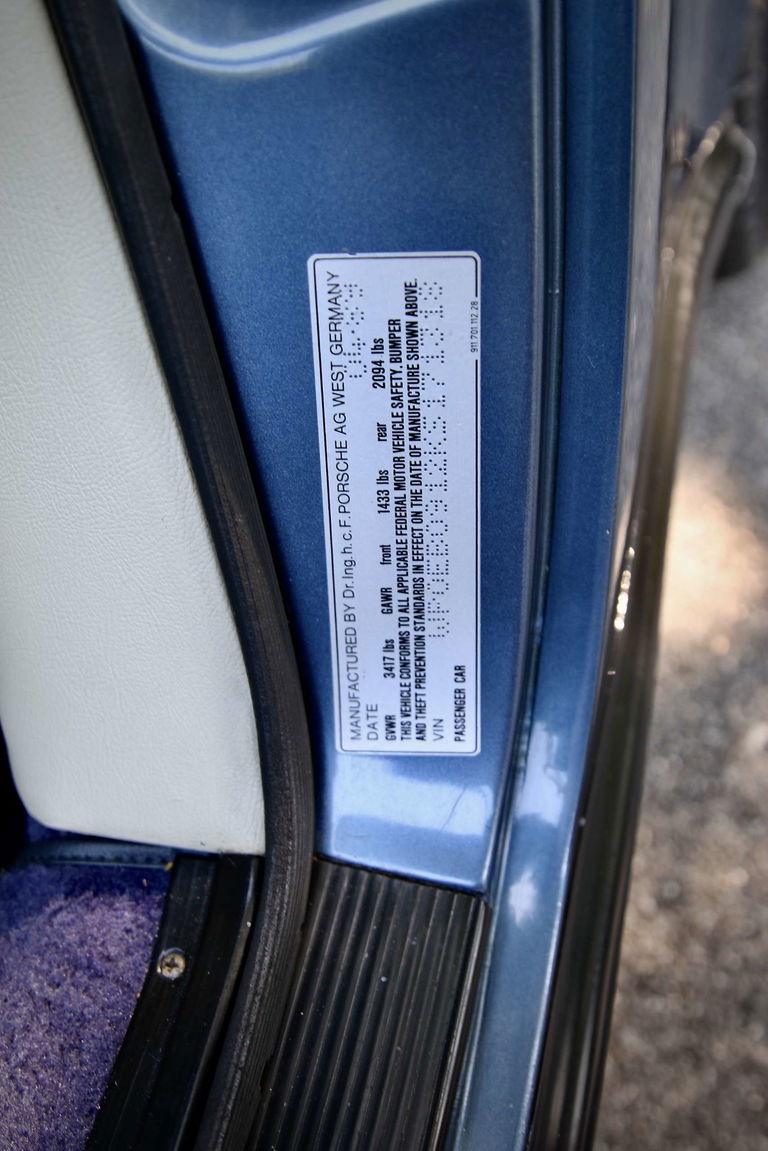 MANUFACTURED BY Dr.Ing.h.c.F.PORSCHE AG WEST GERMANY
DATE
GVWR 3417 lbs GAWR front 1433 lbs rear 2094 lbs
THIS VEHICLE CONFORMS TO ALL APPLICABLE FEDERAL MOTOR VEHICLE SAFETY, BUMPER
AND THEFT PREVENTION STANDARDS IN EFFECT ON THE DATE OF MANUFACTURE SHOWN ABOVE.
VIN
PASSENGER CAR
911.701.112.28